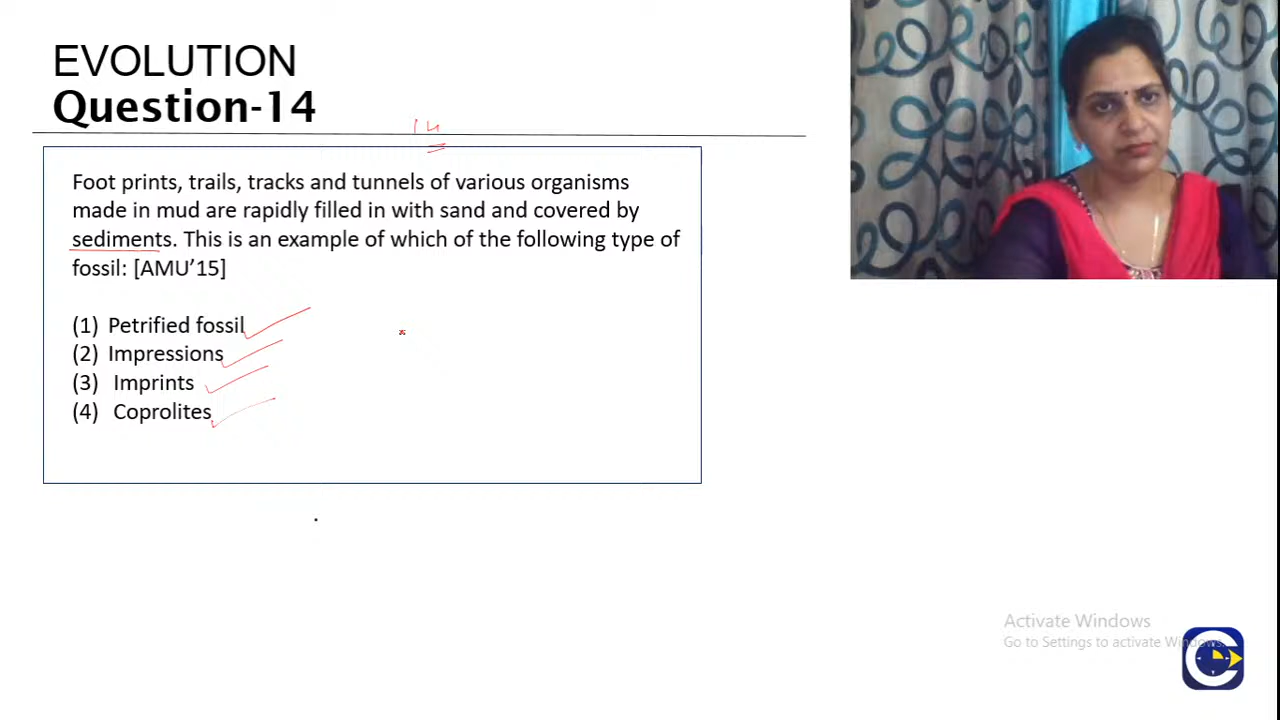 EVOLUTION
Question-14
14
Foot prints, trails, tracks and tunnels of various organisms
made in mud are rapidly filled in with sand and covered by
sediments. This is an example of which of the following type of
fossil: [AMU’15]
(1) Petrified fossil
(2) Impressions
(3) Imprints
(4) Coprolites
Activate Windows
Go to Settings to activate Windows.